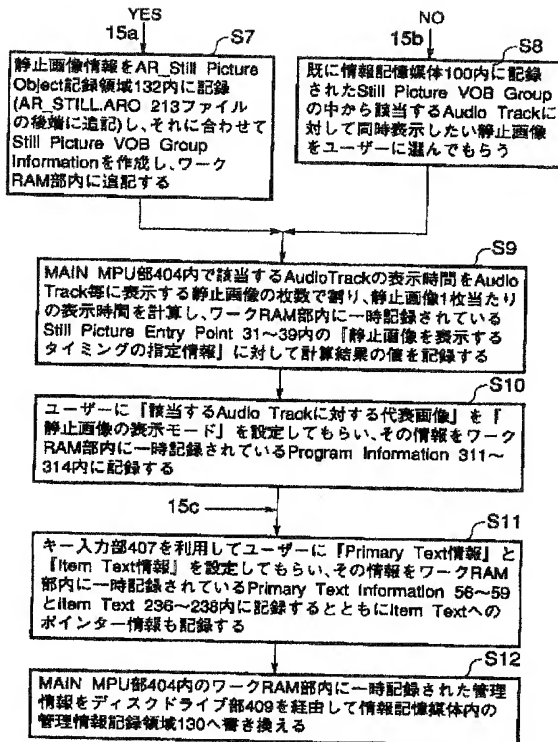 YES
15a
S7
静止画像情報をAR_Still Picture
Object記録領域132内に記録
(AR_STILL.ARO 213ファイル
の後端に追記)し、それに合わせて
Still Picture VOB Group
Informationを作成し、ワーク
RAM部内に追記する
NO
15b
S8
既に情報記憶媒体100内に記録
されたStill Picture VOB Group
の中から該当するAudio Trackに
対して同時表示したい静止画像
をユーザーに選んでもらう
S9
MAIN MPU部404内で該当するAudioTrackの表示時間をAudio
Track毎に表示する静止画像の枚数で割り、静止画像1枚当たり
の表示時間を計算し、ワークRAM部内に一時記録されている
Still Picture Entry Point 31～39内の『静止画像を表示する
タイミングの指定情報』に対して計算結果の値を記録する
S10
ユーザーに『該当するAudio Trackに対する代表画像』を『
静止画像の表示モード』を設定してもらい、その情報をワーク
RAM部内に一時記録されているProgram Information 311～
314内に記録する
15c
S11
キー入力部407を利用してユーザーに『Primary Text情報』と
『Item Text情報』を設定してもらい、その情報をワークRAM
部内に一時記録されているPrimary Text Information 56～59
とItem Text 236～238内に記録するとともにItem Textへの
ポインター情報も記録する
S12
MAIN MPU部404内のワークRAM部内に一時記録された管理
情報をディスクドライブ部409を経由して情報記憶媒体内の
管理情報記録領域130へ書き換える